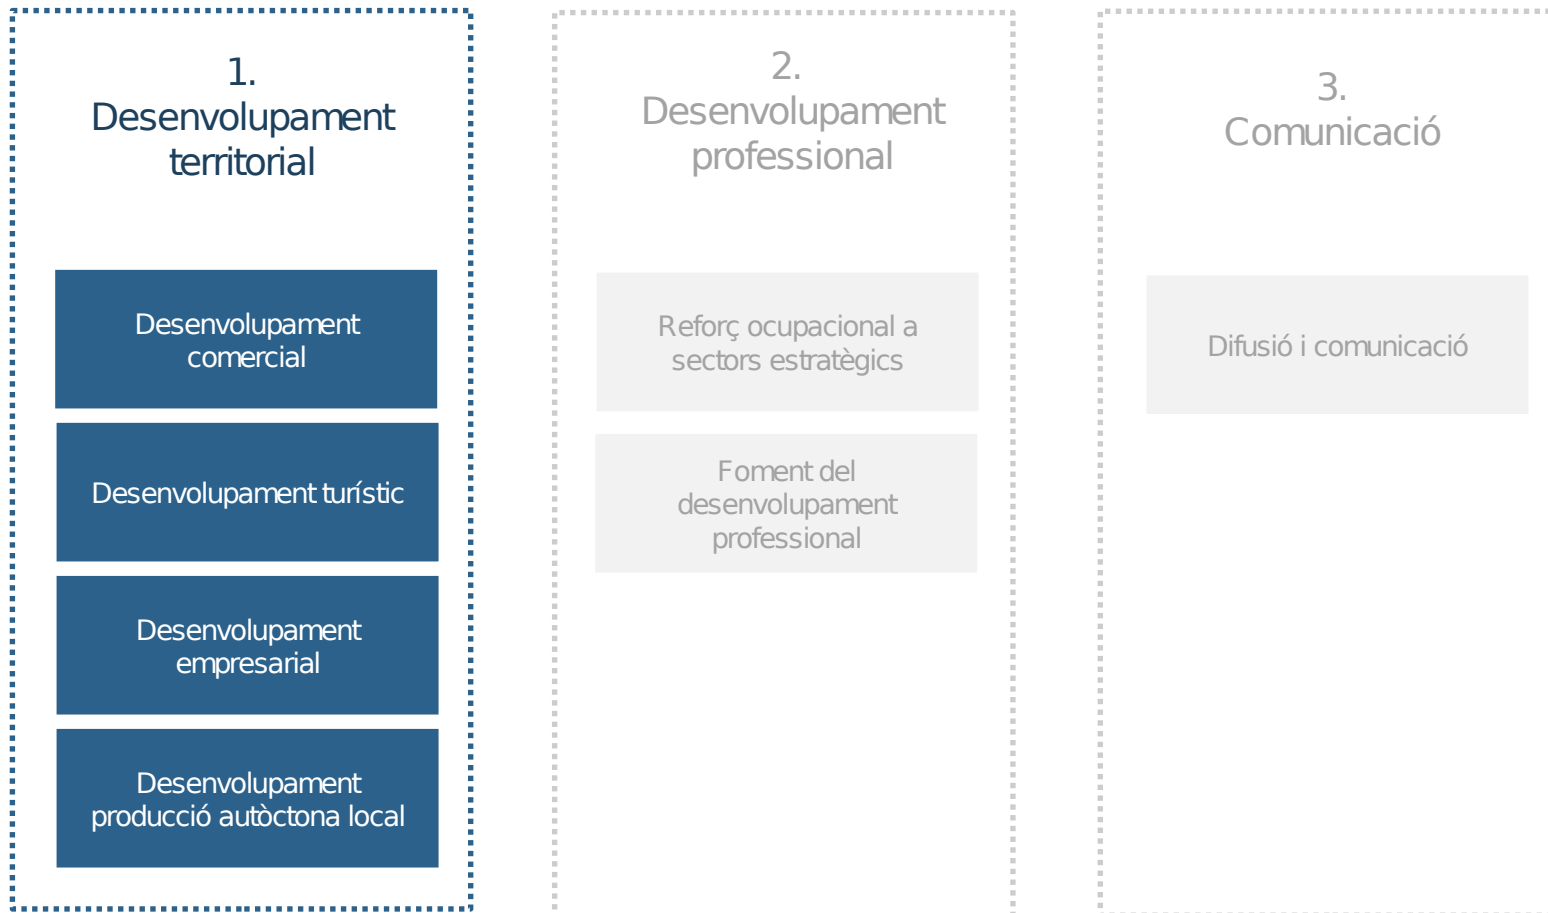 1.
Desenvolupament
territorial
Desenvolupament
comercial
Desenvolupament turístic
Desenvolupament
empresarial
Desenvolupament
producció autòctona local
2.
Desenvolupament
professional
Reforç ocupacional a
sectors estratègics
Foment del
desenvolupament
professional
3.
Comunicació
Difusió i comunicació